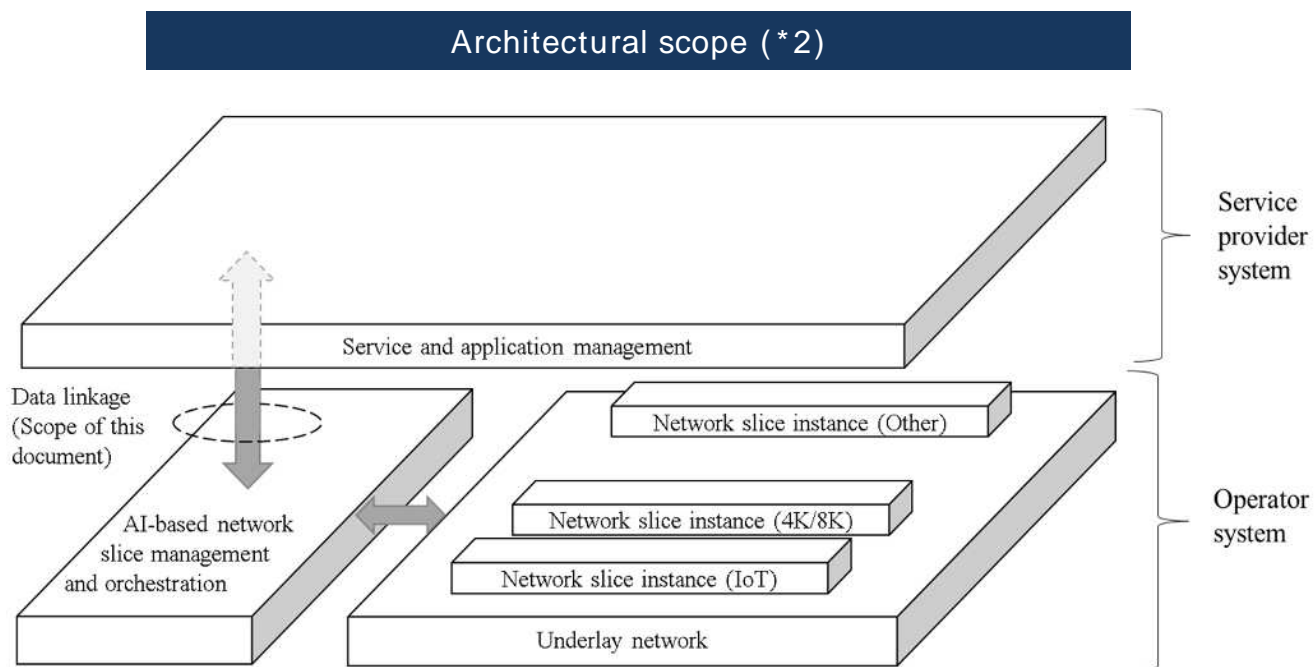 Architectural scope (*2)
Service
provider
system
Service and application management
Data linkage
(Scope of this
document)
Network slice instance (Other)
AI-based network
slice management
and orchestration
Network slice instance (4K/8K)
Network slice instance (IoT)
Underlay network
Operator
system